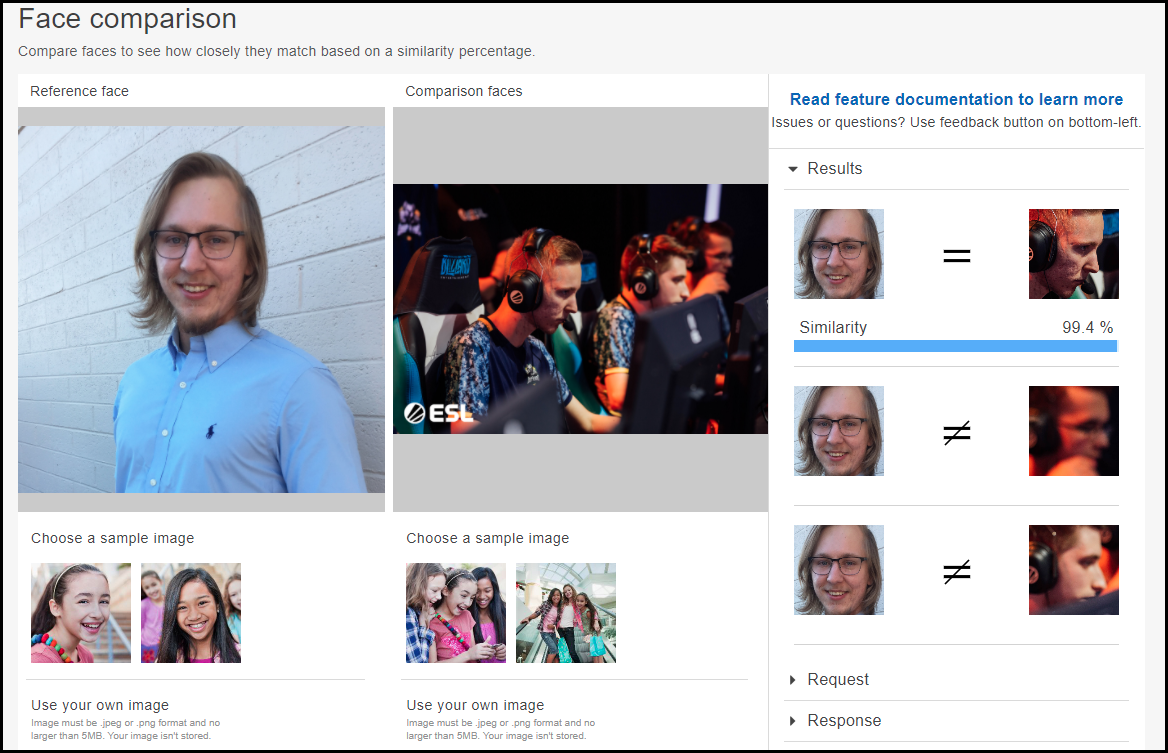 Face comparison
Compare faces to see how closely they match based on a similarity percentage.
Reference face
Comparison faces
BLIZZARD
ENTERTAINMENT
ESL
Choose a sample image
Choose a sample image
Use your own image
Image must be .jpeg or .png format and no
larger than 5MB. Your image isn't stored.
Use your own image
Image must be .jpeg or .png format and no
larger than 5MB. Your image isn't stored.
Read feature documentation to learn more
Issues or questions? Use feedback button on bottom-left.
Results
=
Similarity 99.4 %
≠
≠
Request
Response